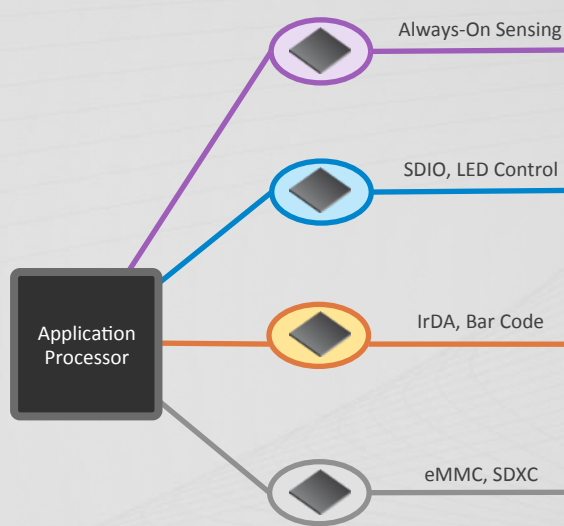 Always-On Sensing
SDIO, LED Control
Application
Processor
IrDA, Bar Code
eMMC, SDXC